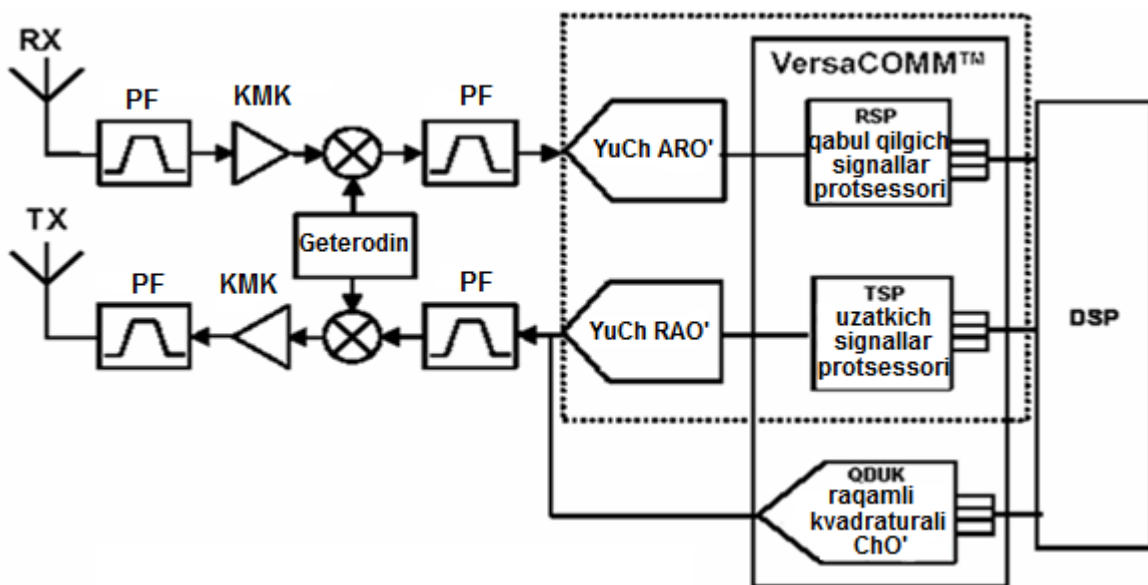 RX
PF
KMK
PF
YuCh ARO'
VersaCOMM™
RSP
qabul qilgich
signallar
protsessori
Geterodin
TX
PF
KMK
PF
YuCh RAO'
TSP
uzatkich
signallar
protsessori
DSP
QDUK
raqamli
kvadraturali
ChO'